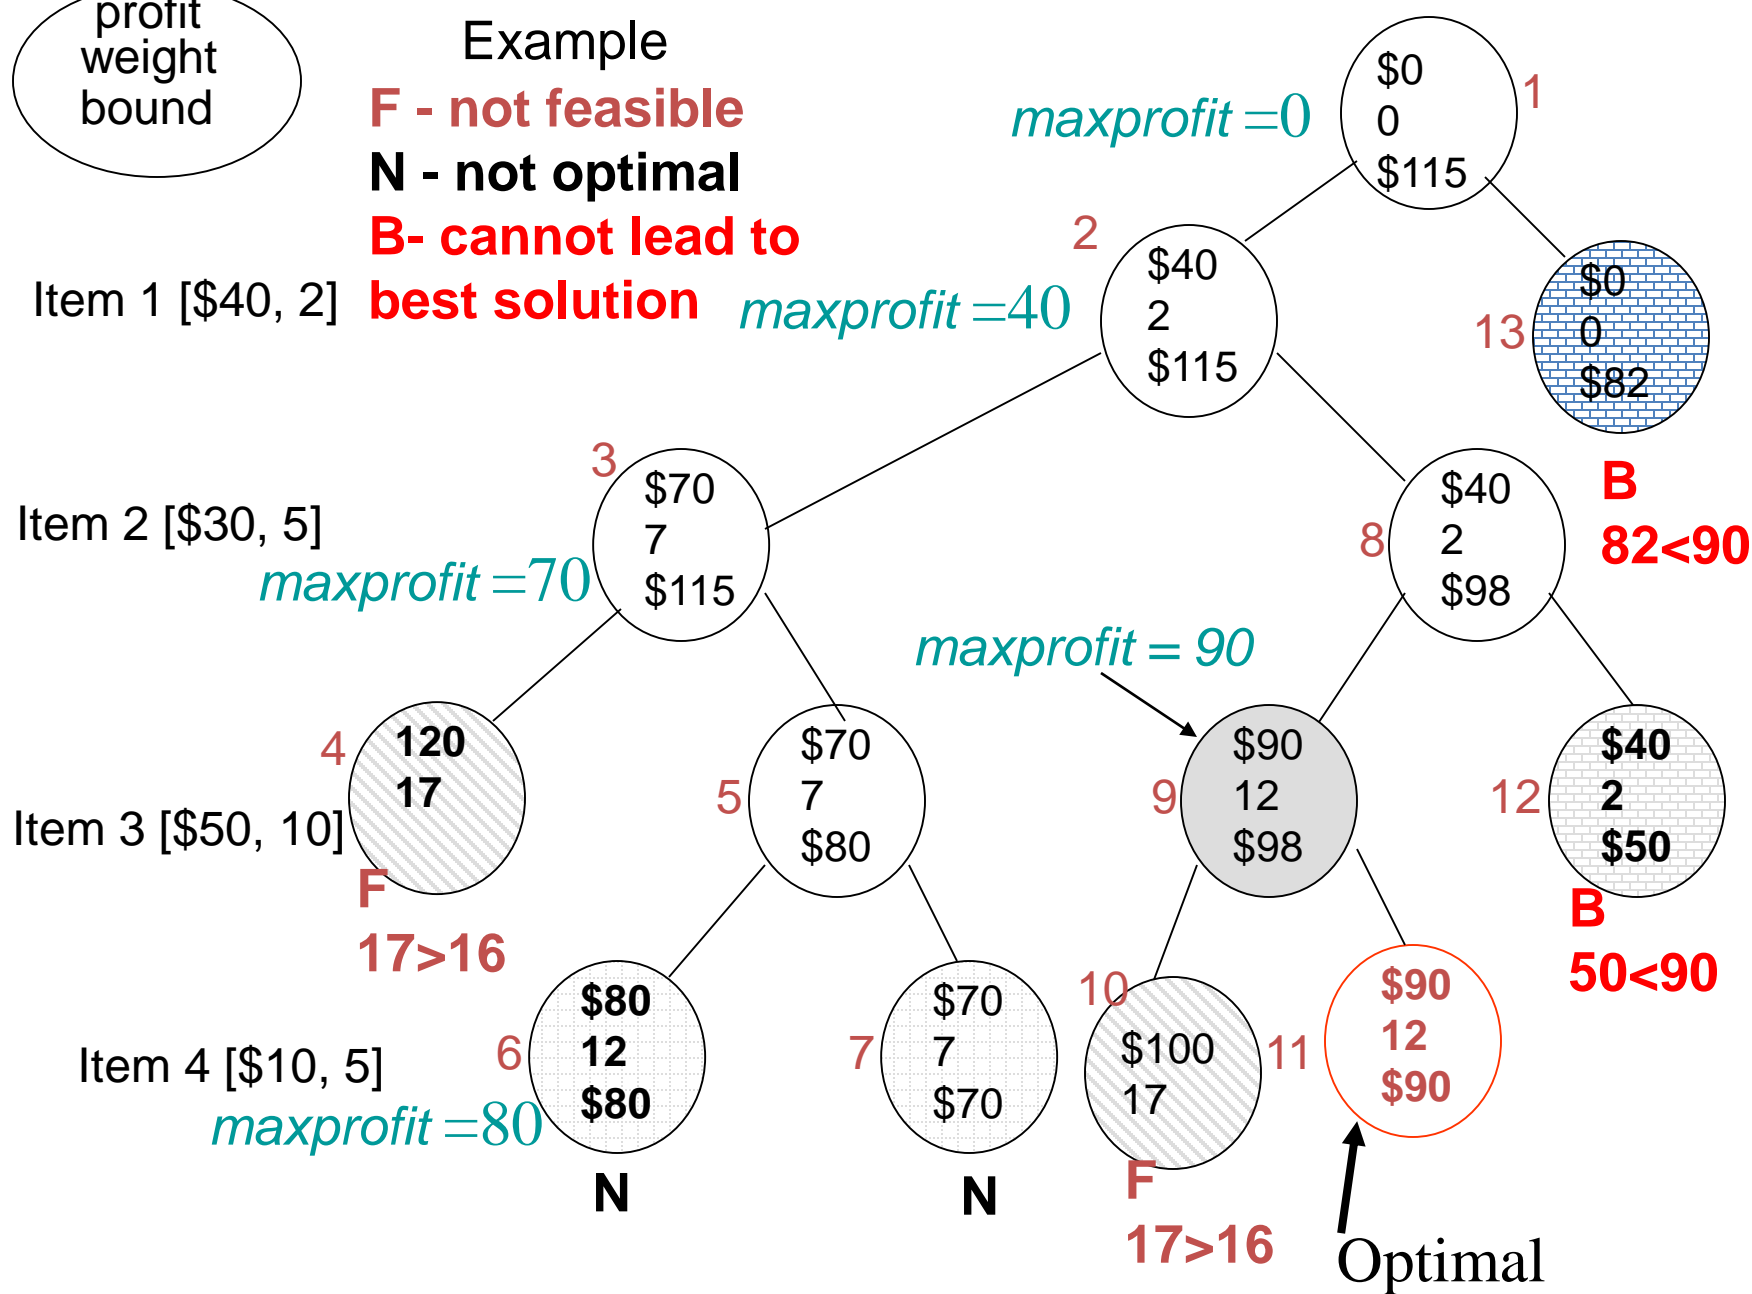 profit
weight
bound
Example
F - not feasible
N - not optimal
B- cannot lead to
best solution
maxprofit =0
1
$0
0
$115
Item 1 [$40, 2]
maxprofit =40
2
$40
2
$115
13
$0
0
$82
B
82<90
Item 2 [$30, 5]
maxprofit =70
3
$70
7
$115
8
$40
2
$98
maxprofit = 90
Item 3 [$50, 10]
4
120
17
F
17>16
5
$70
7
$80
9
$90
12
$98
12
$40
2
$50
B
50<90
Item 4 [$10, 5]
maxprofit =80
6
$80
12
$80
N
7
$70
7
$70
N
10
$100
17
F
17>16
11
$90
12
$90
Optimal